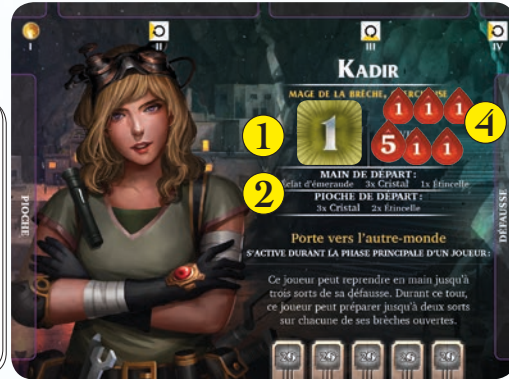 I
II
III
IV
KADIR
MAGE DE LA BRÈCHE,
1
1
1 1 1
5 1 1
4
2
MAIN DE DÉPART:
Éclat d'émeraude 3x Cristal 1x Étincelle
PIOCHE DE DÉPART:
3x Cristal 2x Étincelle
PIOCHE
DÉFAUSSE
Porte vers l'autre-monde
S'ACTIVE DURANT LA PHASE PRINCIPALE D'UN JOUEUR:
Ce joueur peut reprendre en main jusqu'à
trois sorts de sa défausse. Durant ce tour,
ce joueur peut préparer jusqu'à deux sorts
sur chacune de ses brèches ouvertes.